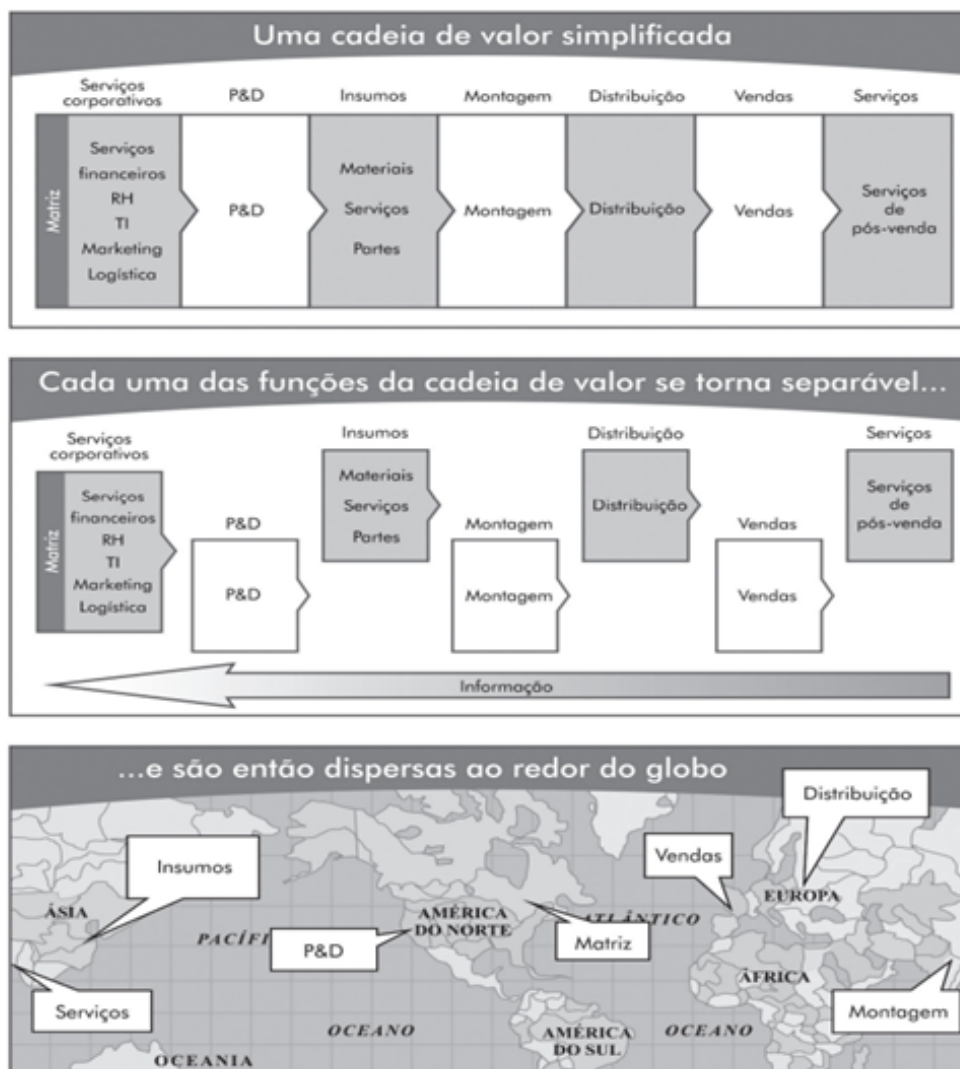 Uma cadeia de valor simplificada
Serviços
corporativos
P&D
Insumos
Montagem
Distribuição
Vendas
Serviços
Matriz
Serviços
financeiros
RH
TI
Marketing
Logística
P&D
Materiais
Serviços
Partes
Montagem
Distribuição
Vendas
Serviços
de
pós-venda
Cada uma das funções da cadeia de valor se torna separável...
Serviços
corporativos
P&D
Insumos
Montagem
Distribuição
Vendas
Serviços
Matriz
Serviços
financeiros
RH
TI
Marketing
Logística
P&D
Materiais
Serviços
Partes
Montagem
Distribuição
Vendas
Serviços
de
pós-venda
Informação
...e são então dispersas ao redor do globo
Distribuição
Insumos
Vendas
ÁSIA
EUROPA
AMÉRICA
DO NORTE
ATLÂNTICO
PACÍFI
P&D
Matriz
ÁFRICA
Serviços
Montagem
OCEANO
AMÉRICA
DO SUL
OCEANO
OCEANIA